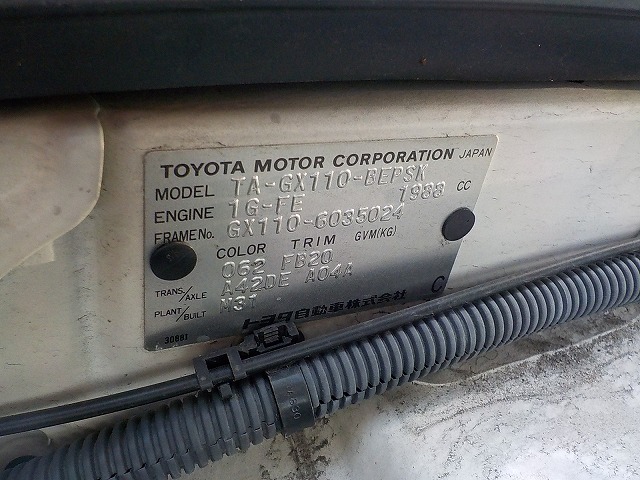 TOYOTA MOTOR CORPORATION JAPAN
MODEL TA-GX110-BEPSK
ENGINE 1G-FE 1988 CC
FRAME No. GX110-6035024
COLOR TRIM GVM(KG)
062 FB20
TRANS./AXLE A42DE A04A
PLANT/BUILT M31
トヨタ自動車株式会社 C
30881